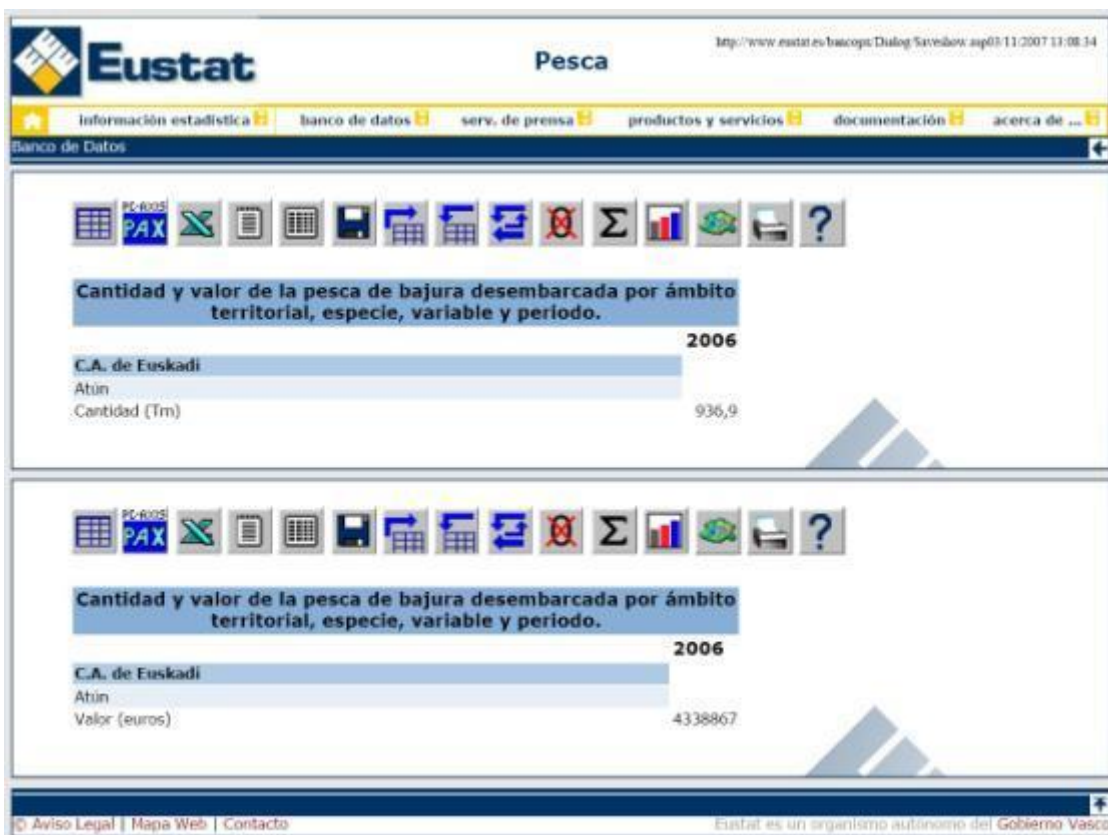 Eustat
Pesca
http://www.eustat.es/bancopx/Dialog/Saveshow.asp03/11/2007 13:08:34
información estadística banco de datos serv. de prensa productos y servicios documentación acerca de ...
Banco de Datos
PC-AXIS
PAX Σ ?
Cantidad y valor de la pesca de bajura desembarcada por ámbito
territorial, especie, variable y periodo.
2006
C.A. de Euskadi
Atún
Cantidad (Tm) 936,9
PC-AXIS
PAX Σ ?
Cantidad y valor de la pesca de bajura desembarcada por ámbito
territorial, especie, variable y periodo.
2006
C.A. de Euskadi
Atún
Valor (euros) 4338867
© Aviso Legal | Mapa Web | Contacto Eustat es un organismo autónomo del Gobierno Vasco